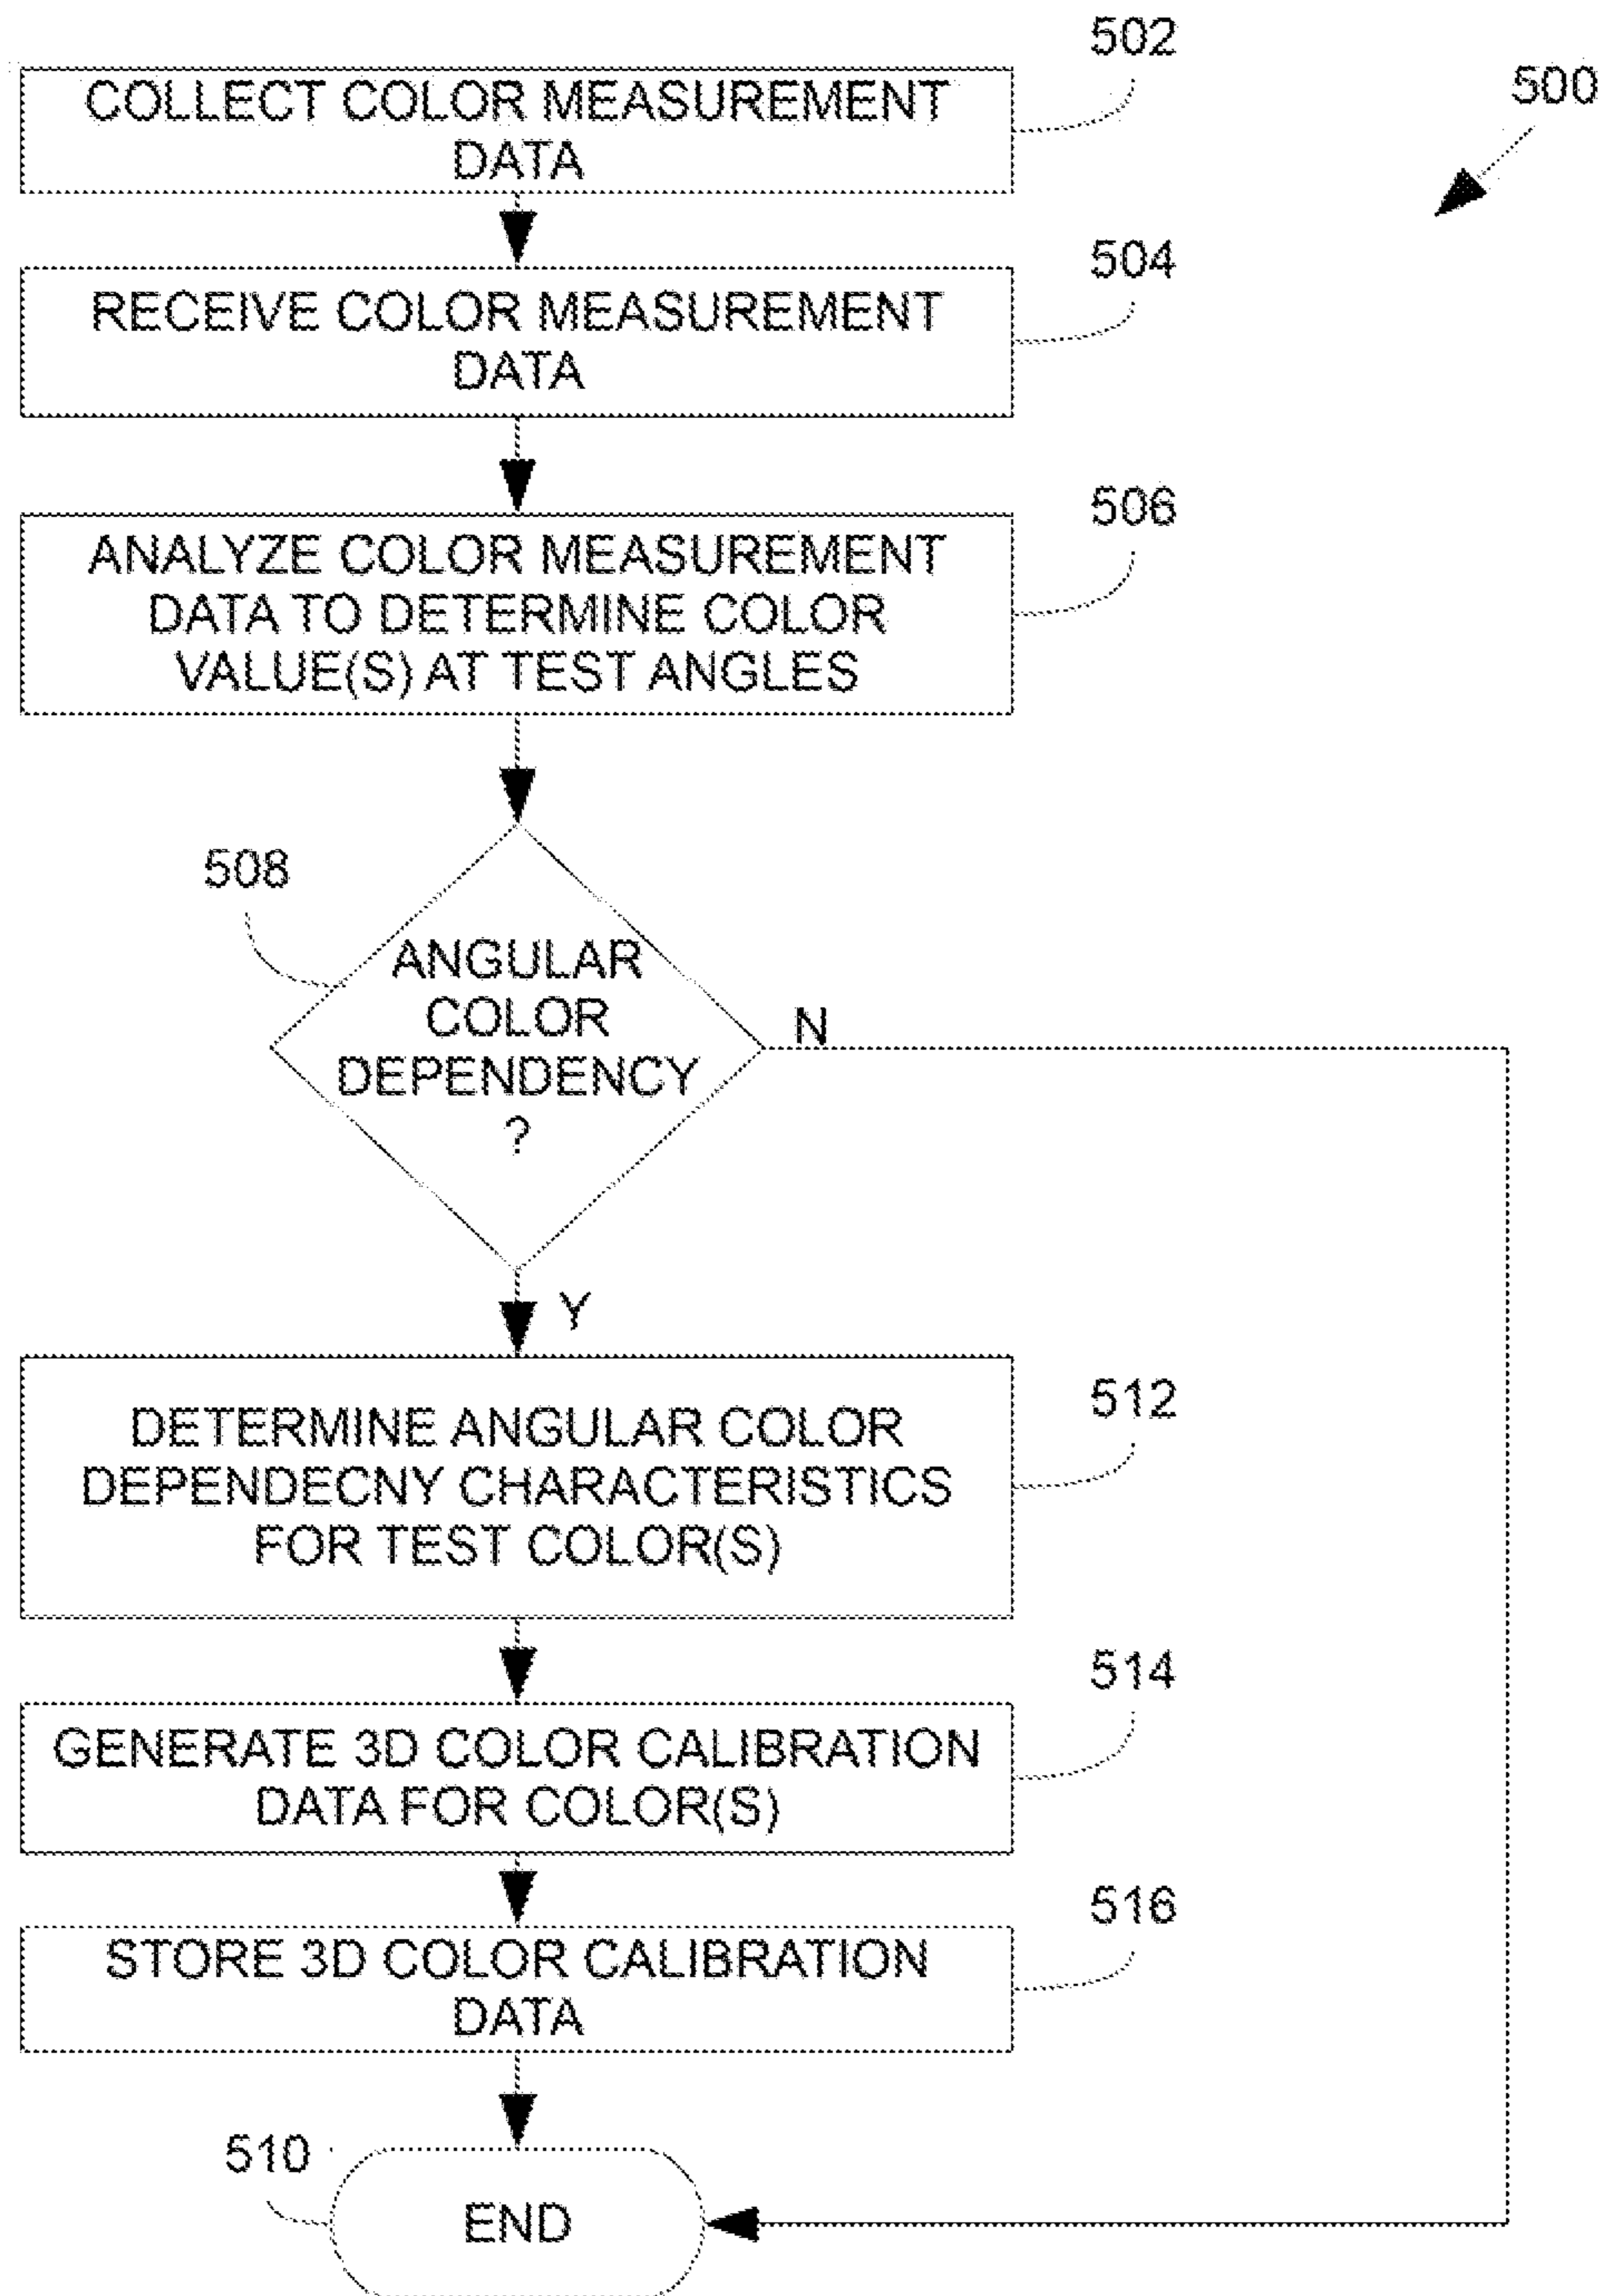 502
500
COLLECT COLOR MEASUREMENT
DATA
504
RECEIVE COLOR MEASUREMENT
DATA
506
ANALYZE COLOR MEASUREMENT
DATA TO DETERMINE COLOR
VALUE(S) AT TEST ANGLES
508
ANGULAR
COLOR
DEPENDENCY
?
N
Y
512
DETERMINE ANGULAR COLOR
DEPENDECNY CHARACTERISTICS
FOR TEST COLOR(S)
514
GENERATE 3D COLOR CALIBRATION
DATA FOR COLOR(S)
516
STORE 3D COLOR CALIBRATION
DATA
510
END